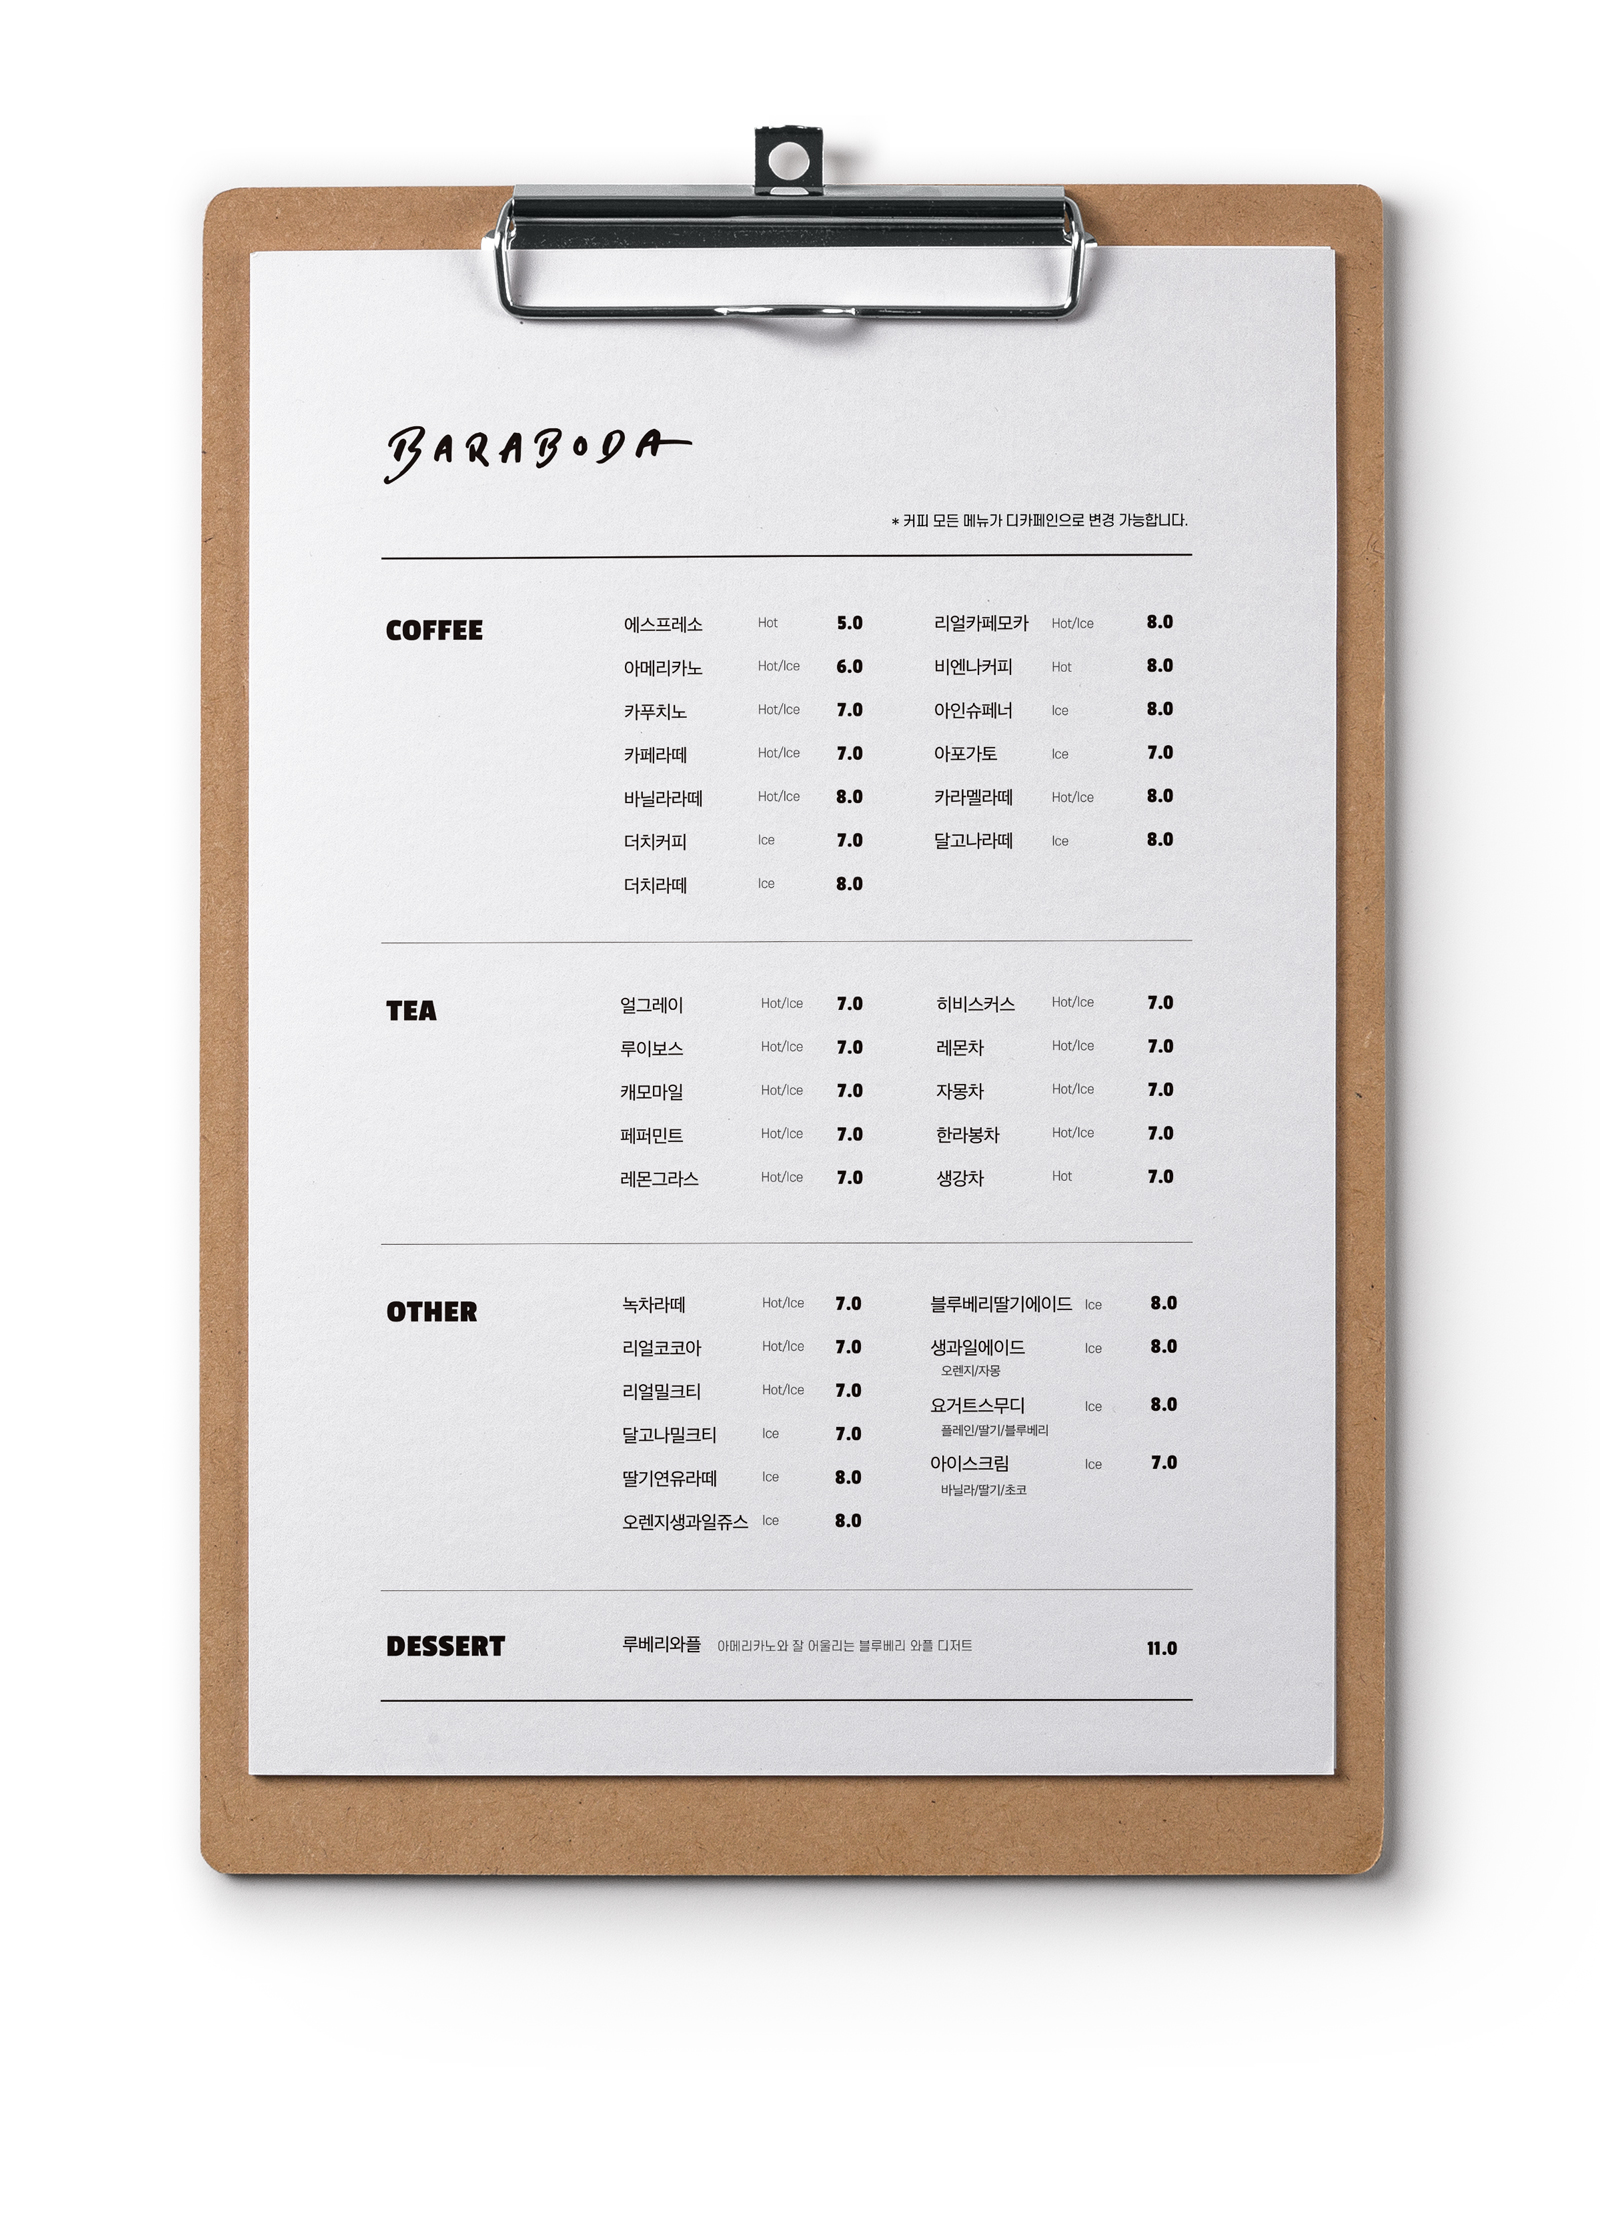 BARABODA
* 커피 모든 메뉴가 디카페인으로 변경 가능합니다.
COFFEE
에스프레소 Hot 5.0
아메리카노 Hot/Ice 6.0
카푸치노 Hot/Ice 7.0
카페라떼 Hot/Ice 7.0
바닐라라떼 Hot/Ice 8.0
더치커피 Ice 7.0
더치라떼 Ice 8.0
리얼카페모카 Hot/Ice 8.0
비엔나커피 Hot 8.0
아인슈페너 Ice 8.0
아포가토 Ice 7.0
카라멜라떼 Hot/Ice 8.0
달고나라떼 Ice 8.0
TEA
얼그레이 Hot/Ice 7.0
루이보스 Hot/Ice 7.0
캐모마일 Hot/Ice 7.0
페퍼민트 Hot/Ice 7.0
레몬그라스 Hot/Ice 7.0
히비스커스 Hot/Ice 7.0
레몬차 Hot/Ice 7.0
자몽차 Hot/Ice 7.0
한라봉차 Hot/Ice 7.0
생강차 Hot 7.0
OTHER
녹차라떼 Hot/Ice 7.0
리얼코코아 Hot/Ice 7.0
리얼밀크티 Hot/Ice 7.0
달고나밀크티 Ice 7.0
딸기연유라떼 Ice 8.0
오렌지생과일쥬스 Ice 8.0
블루베리딸기에이드 Ice 8.0
생과일에이드 Ice 8.0
오렌지/자몽
요거트스무디 Ice 8.0
플레인/딸기/블루베리
아이스크림 Ice 7.0
바닐라/딸기/초코
DESSERT
루베리와플 아메리카노와 잘 어울리는 블루베리 와플 디저트 11.0